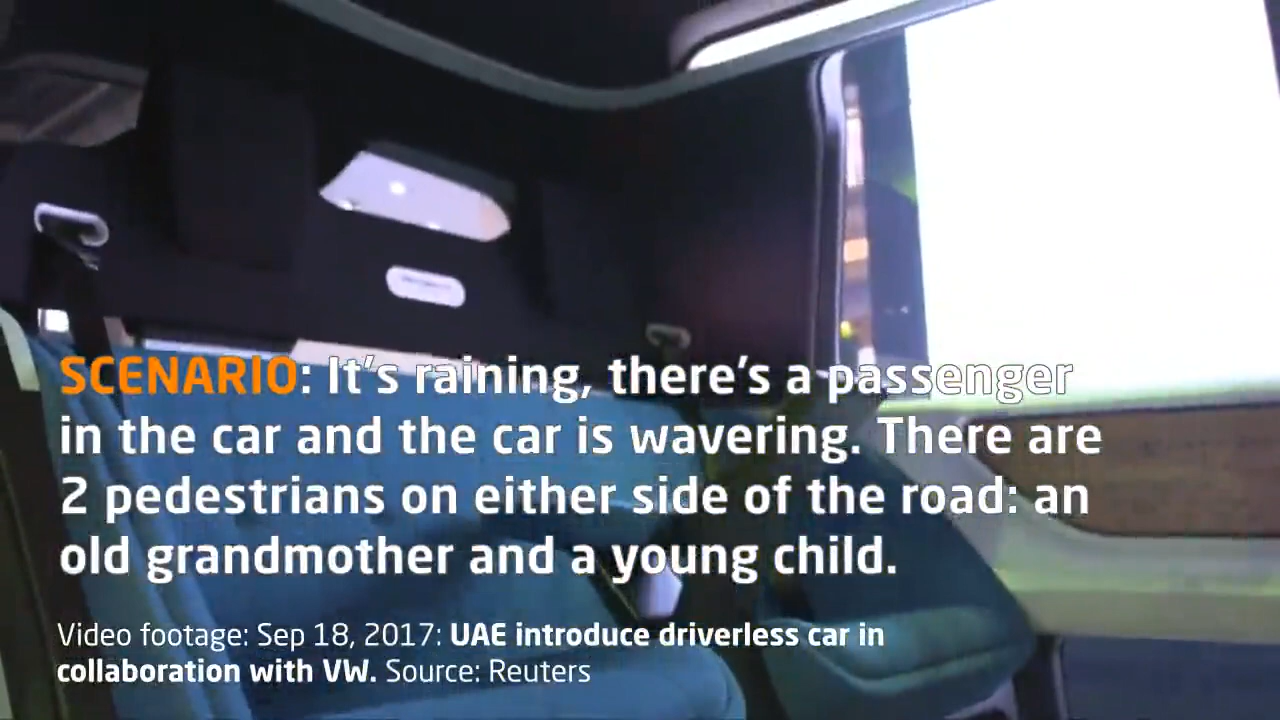 SCENARIO: It's raining, there's a passenger
in the car and the car is wavering. There are
2 pedestrians on either side of the road: an
old grandmother and a young child.
Video footage: Sep 18, 2017: UAE introduce driverless car in
collaboration with VW. Source: Reuters